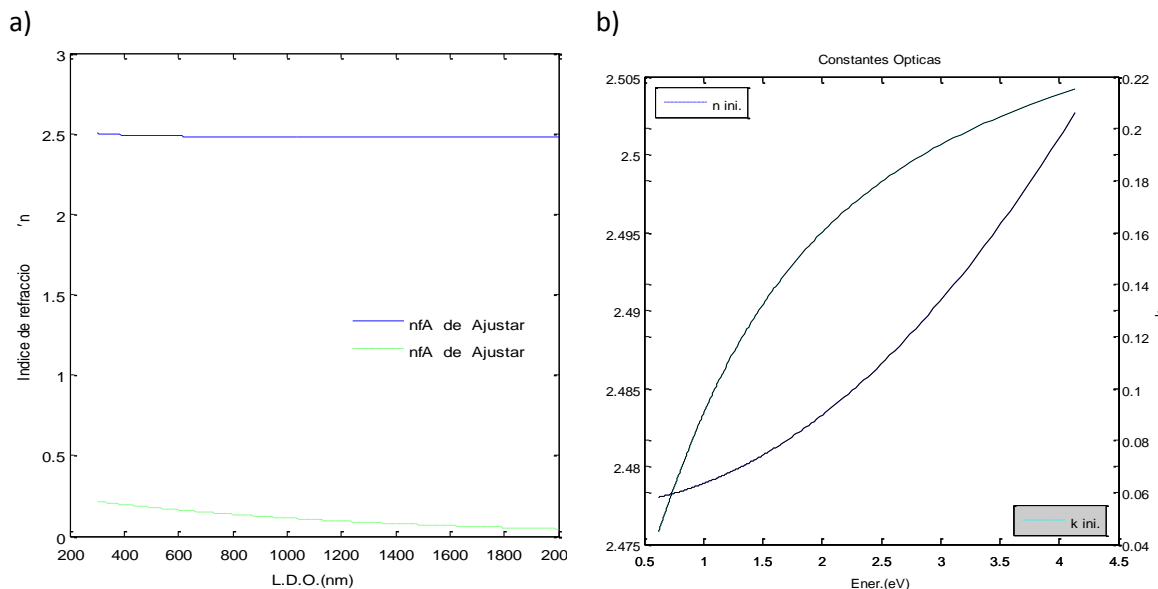 a)
3
2.5
2
1.5
1
0.5
0
200 400 600 800 1000 1200 1400 1600 1800 200
L.D.O.(nm)
Indice de refraccio 'n
nfA de Ajustar
nfA de Ajustar
b)
Constantes Opticas
2.505
2.5
2.495
2.49
2.485
2.48
2.475
n ini.
k ini.
0.22
0.2
0.18
0.16
0.14
0.12
0.1
0.08
0.06
0.04
0.5 1 1.5 2 2.5 3 3.5 4 4.5
Ener.(eV)